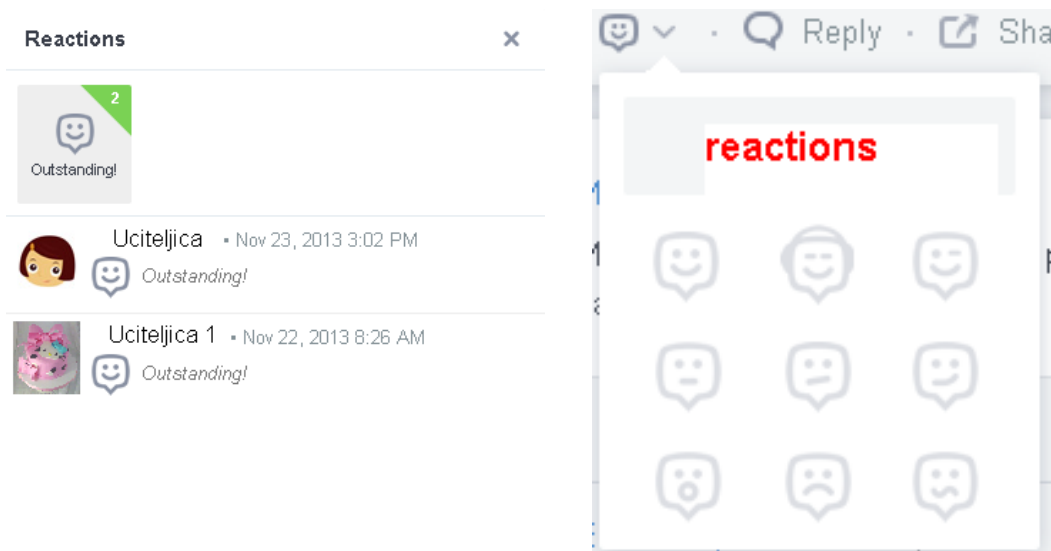 Reactions ×
2
Outstanding!
Uciteljica • Nov 23, 2013 3:02 PM
Outstanding!
Uciteljica 1 • Nov 22, 2013 8:26 AM
Outstanding!
· Reply · Sha
reactions